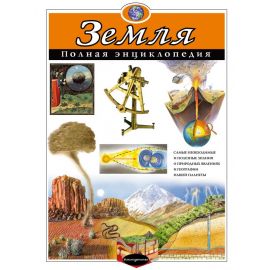 Земля
Полная энциклопедия
САМЫЕ НЕОБХОДИМЫЕ
И ПОЛЕЗНЫЕ ЗНАНИЯ
О ПРИРОДНЫХ ЯВЛЕНИЯХ
И ГЕОГРАФИИ
НАШЕЙ ПЛАНЕТЫ